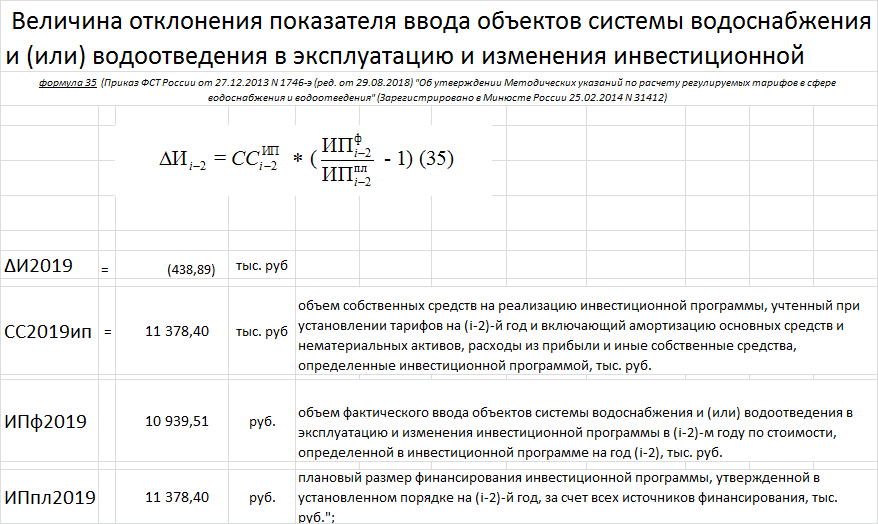 Величина отклонения показателя ввода объектов системы водоснабжения
и (или) водоотведения в эксплуатацию и изменения инвестиционной
формула 35 (Приказ ФСТ России от 27.12.2013 N 1746-э (ред. от 29.08.2018) "Об утверждении Методических указаний по расчету регулируемых тарифов в сфере
водоснабжения и водоотведения" (Зарегистрировано в Минюсте России 25.02.2014 N 31412)
ΔИ i−2 = CC ИП i−2 * ( ИП ф i−2 / ИП пл i−2 - 1) (35)
ΔИ2019 = (438,89) тыс. руб
СС2019ип = 11 378,40 тыс. руб
объем собственных средств на реализацию инвестиционной программы, учтенный при
установлении тарифов на (i-2)-й год и включающий амортизацию основных средств и
нематериальных активов, расходы из прибыли и иные собственные средства,
определенные инвестиционной программой, тыс. руб.
ИПф2019 10 939,51 руб.
объем фактического ввода объектов системы водоснабжения и (или) водоотведения в
эксплуатацию и изменения инвестиционной программы в (i-2)-м году по стоимости,
определенной в инвестиционной программе на год (i-2), тыс. руб.
ИПпл2019 11 378,40 руб.
плановый размер финансирования инвестиционной программы, утвержденной в
установленном порядке на (i-2)-й год, за счет всех источников финансирования, тыс.
руб.";